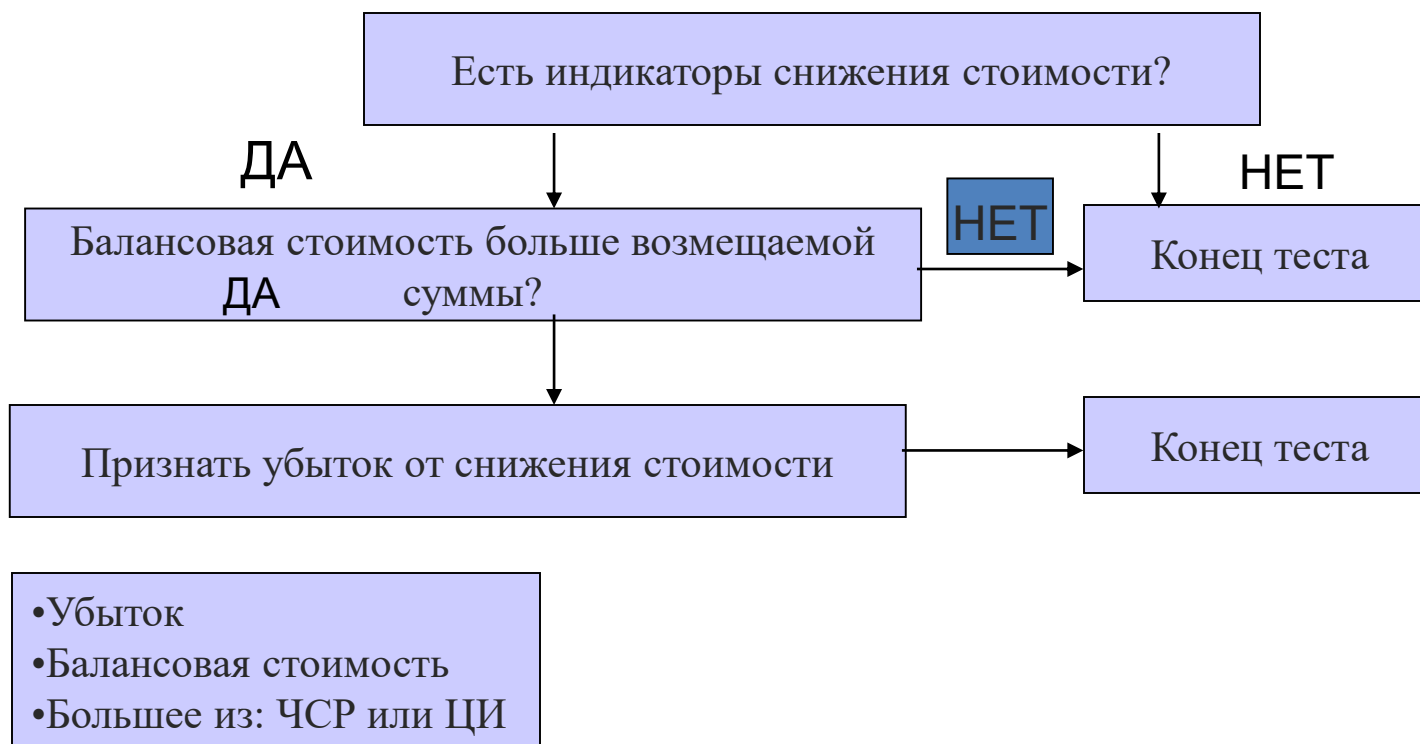 Есть индикаторы снижения стоимости?
ДА
НЕТ
Балансовая стоимость больше возмещаемой
ДА суммы?
НЕТ
Конец теста
Признать убыток от снижения стоимости
Конец теста
•Убыток
•Балансовая стоимость
•Большее из: ЧСР или ЦИ